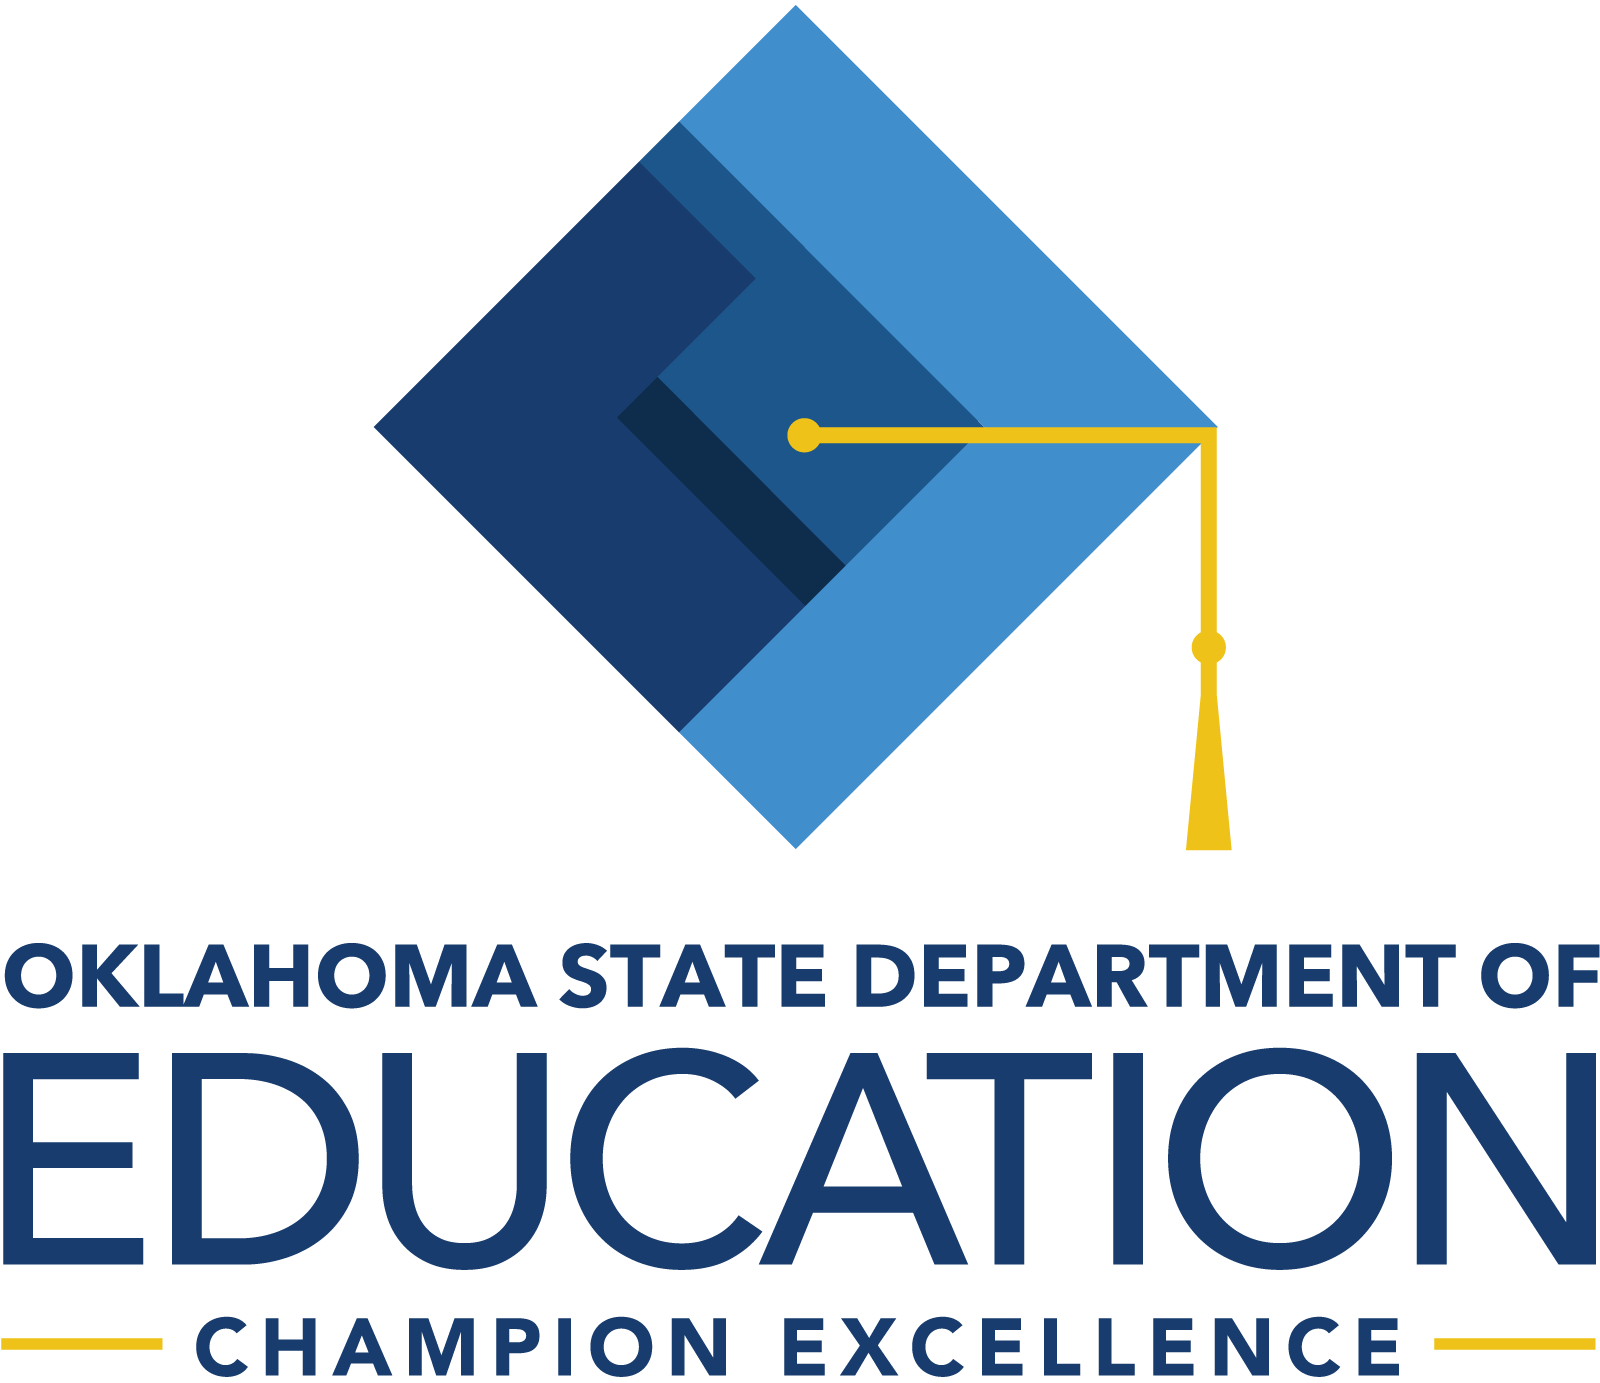 OKLAHOMA STATE DEPARTMENT OF
EDUCATION
CHAMPION EXCELLENCE